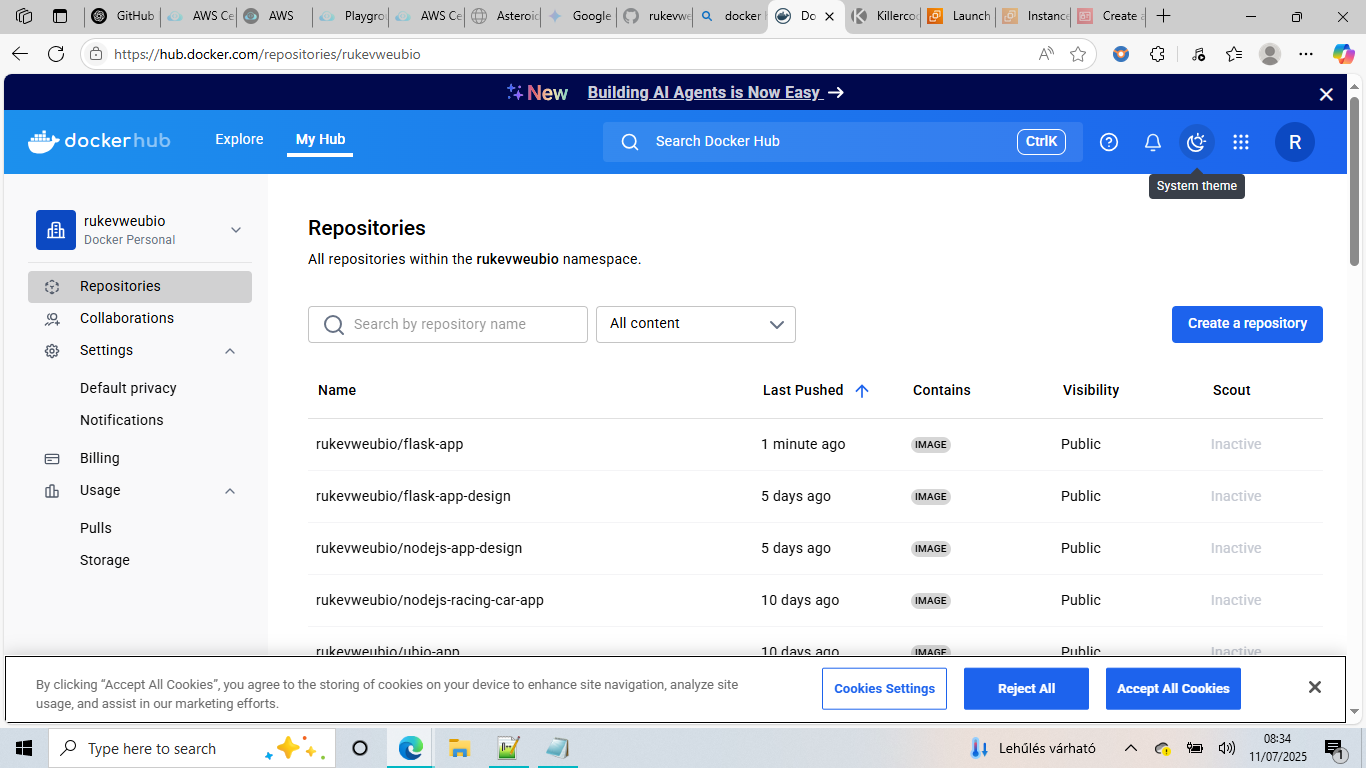 GitHub
AWS Ce
AWS
Playgro
AWS Ce
Asteroid
Google
rukevwe
docker
Do
Killercod
Launch
Instance
Create a
https://hub.docker.com/repositories/rukevweubio
New Building AI Agents is Now Easy →
docker hub
Explore
My Hub
Search Docker Hub
CtrlK
R
System theme
rukevweubio
Docker Personal
Repositories
Collaborations
Settings
Default privacy
Notifications
Billing
Usage
Pulls
Storage
Repositories
All repositories within the rukevweubio namespace.
Search by repository name
All content
Create a repository
Name Last Pushed Contains Visibility Scout
rukevweubio/flask-app 1 minute ago IMAGE Public Inactive
rukevweubio/flask-app-design 5 days ago IMAGE Public Inactive
rukevweubio/nodejs-app-design 5 days ago IMAGE Public Inactive
rukevweubio/nodejs-racing-car-app 10 days ago IMAGE Public Inactive
rukevweubio/ubio-app 10 days ago IMAGE Public Inactive
By clicking “Accept All Cookies”, you agree to the storing of cookies on your device to enhance site navigation, analyze site
usage, and assist in our marketing efforts.
Cookies Settings
Reject All
Accept All Cookies
Type here to search
Lehűlés várható
08:34
11/07/2025
1